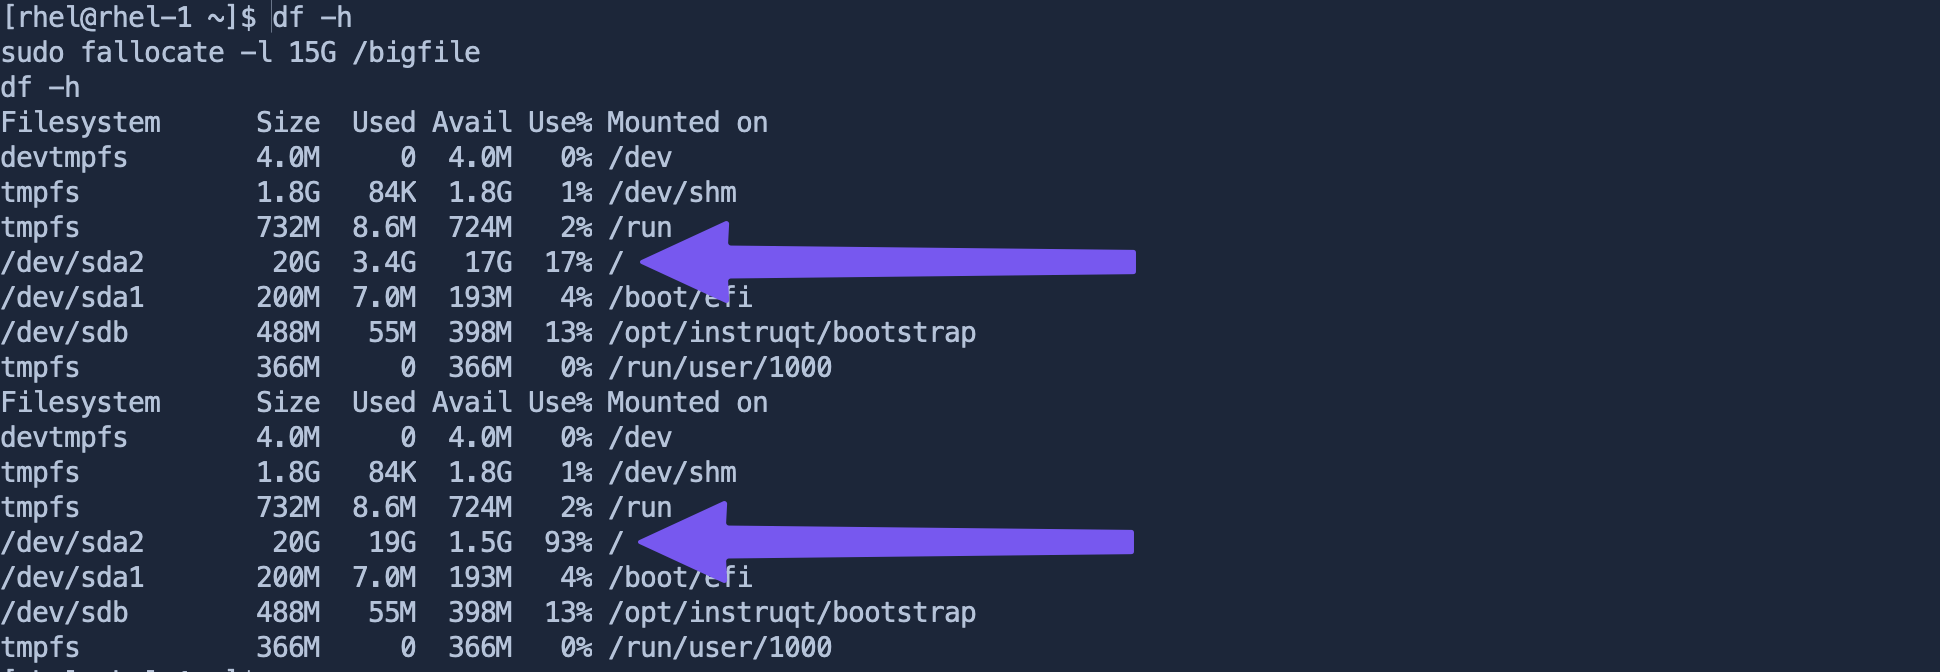 [rhel@rhel-1 ~]$ df -h
sudo fallocate -l 15G /bigfile
df -h
Filesystem      Size  Used Avail Use% Mounted on
devtmpfs        4.0M     0  4.0M   0% /dev
tmpfs           1.8G   84K  1.8G   1% /dev/shm
tmpfs           732M  8.6M  724M   2% /run
/dev/sda2        20G  3.4G   17G  17% /
/dev/sda1       200M  7.0M  193M   4% /boot/efi
/dev/sdb        488M   55M  398M  13% /opt/instruqt/bootstrap
tmpfs           366M     0  366M   0% /run/user/1000
Filesystem      Size  Used Avail Use% Mounted on
devtmpfs        4.0M     0  4.0M   0% /dev
tmpfs           1.8G   84K  1.8G   1% /dev/shm
tmpfs           732M  8.6M  724M   2% /run
/dev/sda2        20G   19G  1.5G  93% /
/dev/sda1       200M  7.0M  193M   4% /boot/efi
/dev/sdb        488M   55M  398M  13% /opt/instruqt/bootstrap
tmpfs           366M     0  366M   0% /run/user/1000